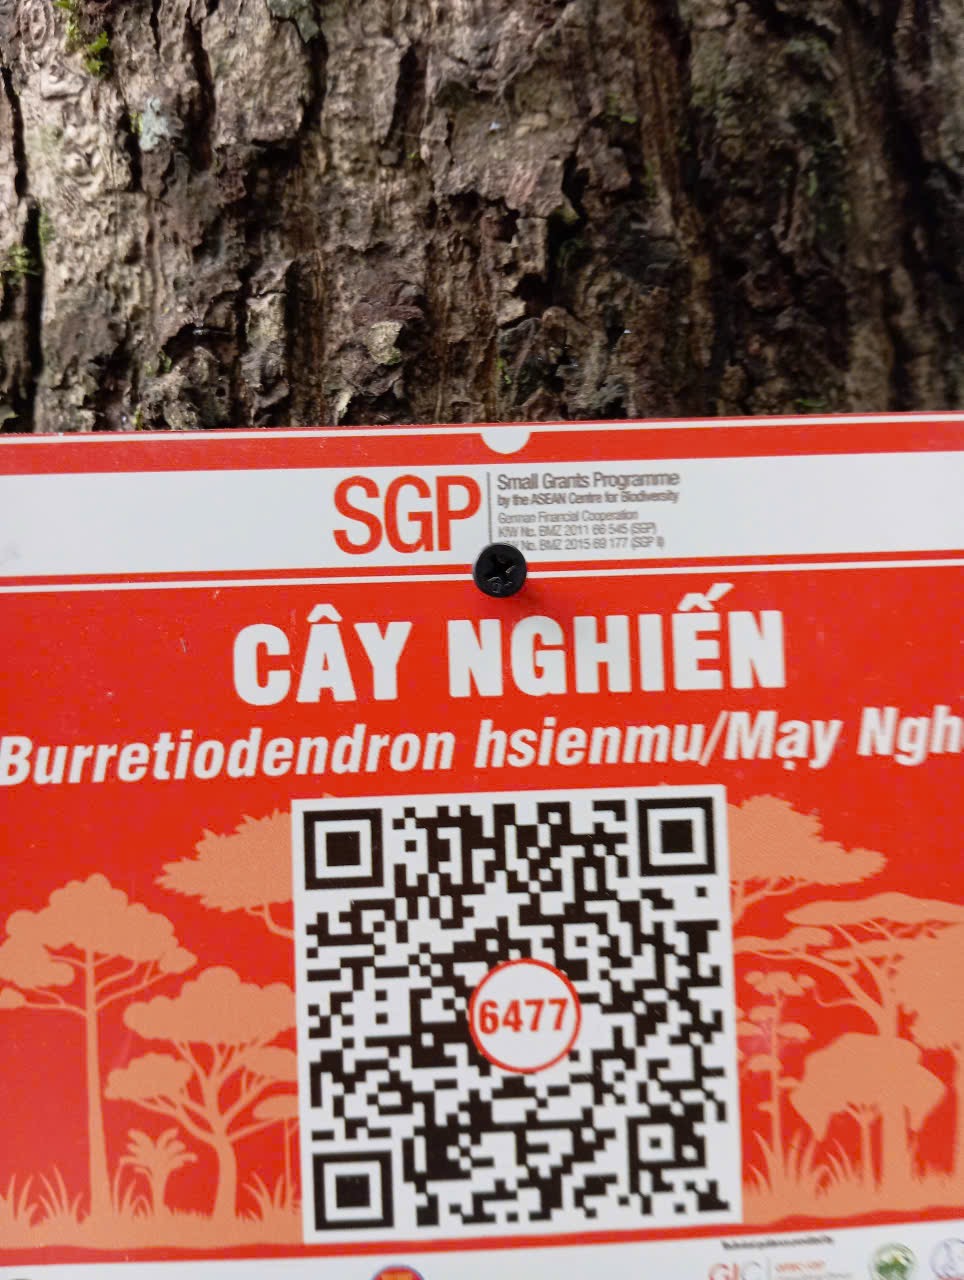 SGP
Small Grants Programme
by the ASEAN Centre for Biodiversity
German Financial Cooperation
KfW No. BMZ 2011 66 545 (SGP)
No. BMZ 2015 69 177 (SGP II)
CÂY NGHIẾN
Burretiodendron hsienmu/Mạy Ngh
6477
GIC